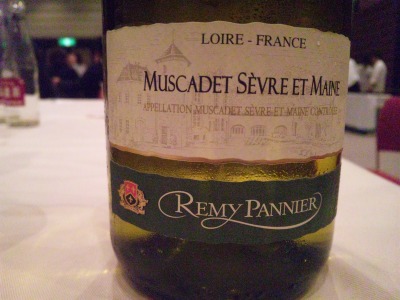 LOIRE - FRANCE
MUSCADET SÈVRE ET MAINE
APPELLATION MUSCADET SÈVRE-ET-MAINE CONTRÔLÉE
REMY PANNIER